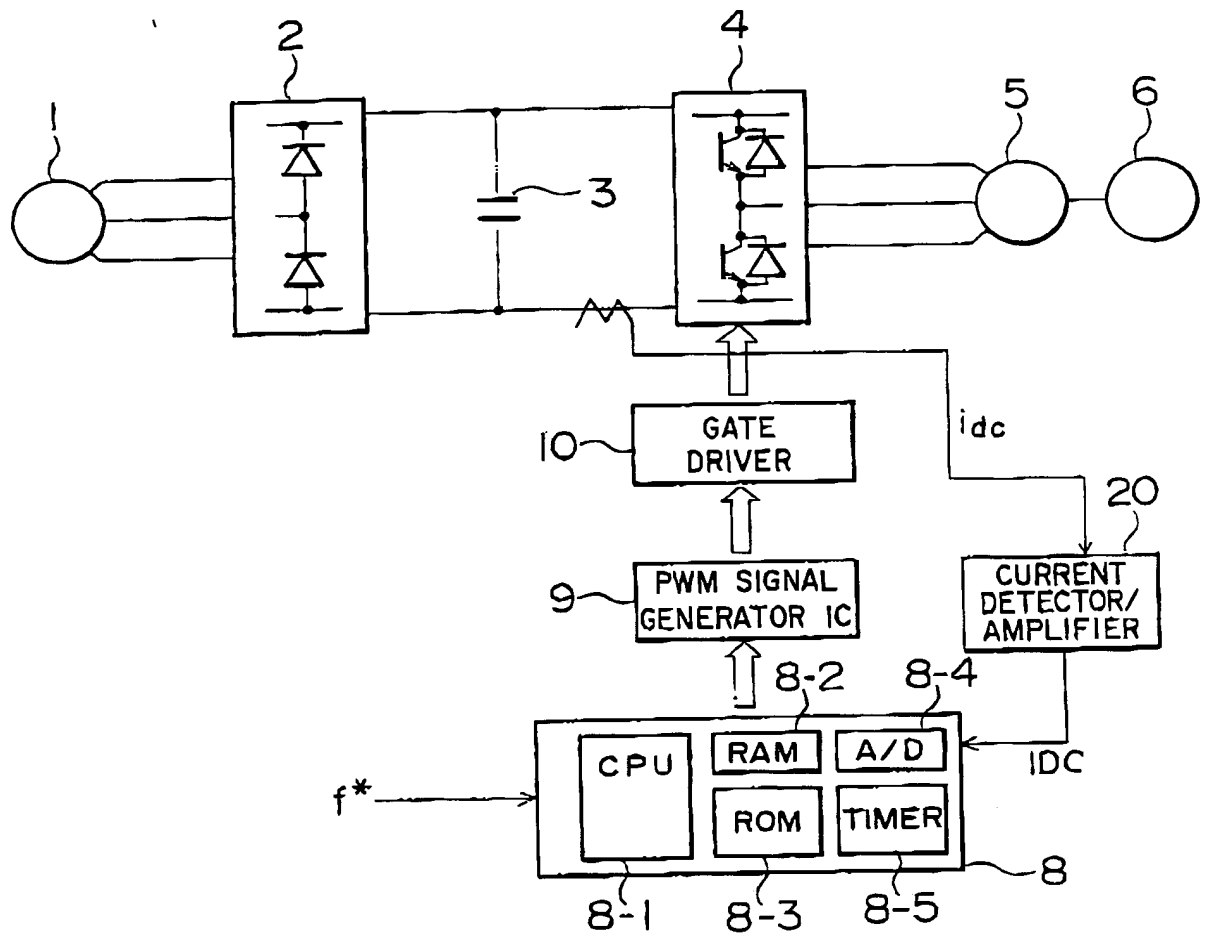 1
2
3
4
5
6
10
GATE
DRIVER
idc
20
9
PWM SIGNAL
GENERATOR IC
CURRENT
DETECTOR/
AMPLIFIER
8-2
8-4
CPU
RAM
A/D
IDC
f*
ROM
TIMER
8
8-1
8-3
8-5